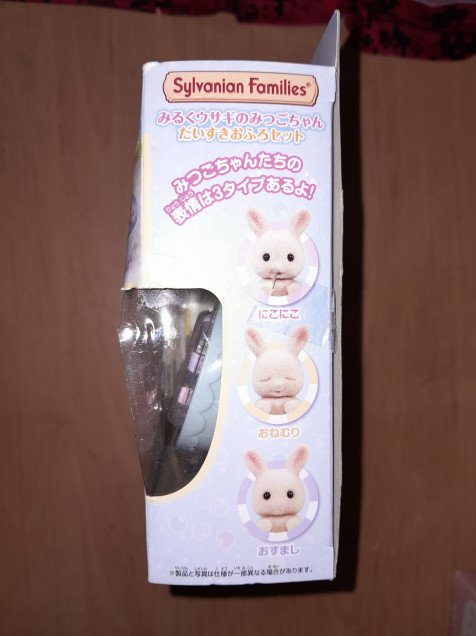 Sylvanian Families®
みるくウサギのみつごちゃん
だいすきおふろセット
みつごちゃんたちの
表情は3タイプあるよ!
にこにこ
おねむり
おすまし
※製品と写真は仕様が一部異なる場合があります。